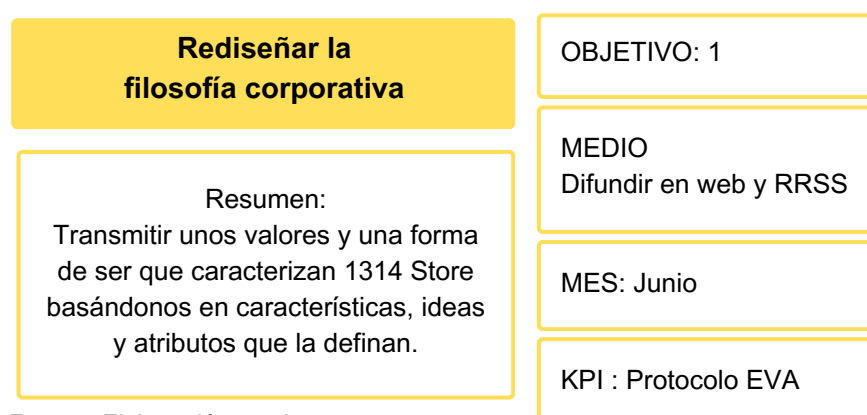 Rediseñar la
filosofía corporativa
Resumen:
Transmitir unos valores y una forma
de ser que caracterizan 1314 Store
basándonos en características, ideas
y atributos que la definan.
OBJETIVO: 1
MEDIO
Difundir en web y RRSS
MES: Junio
KPI : Protocolo EVA